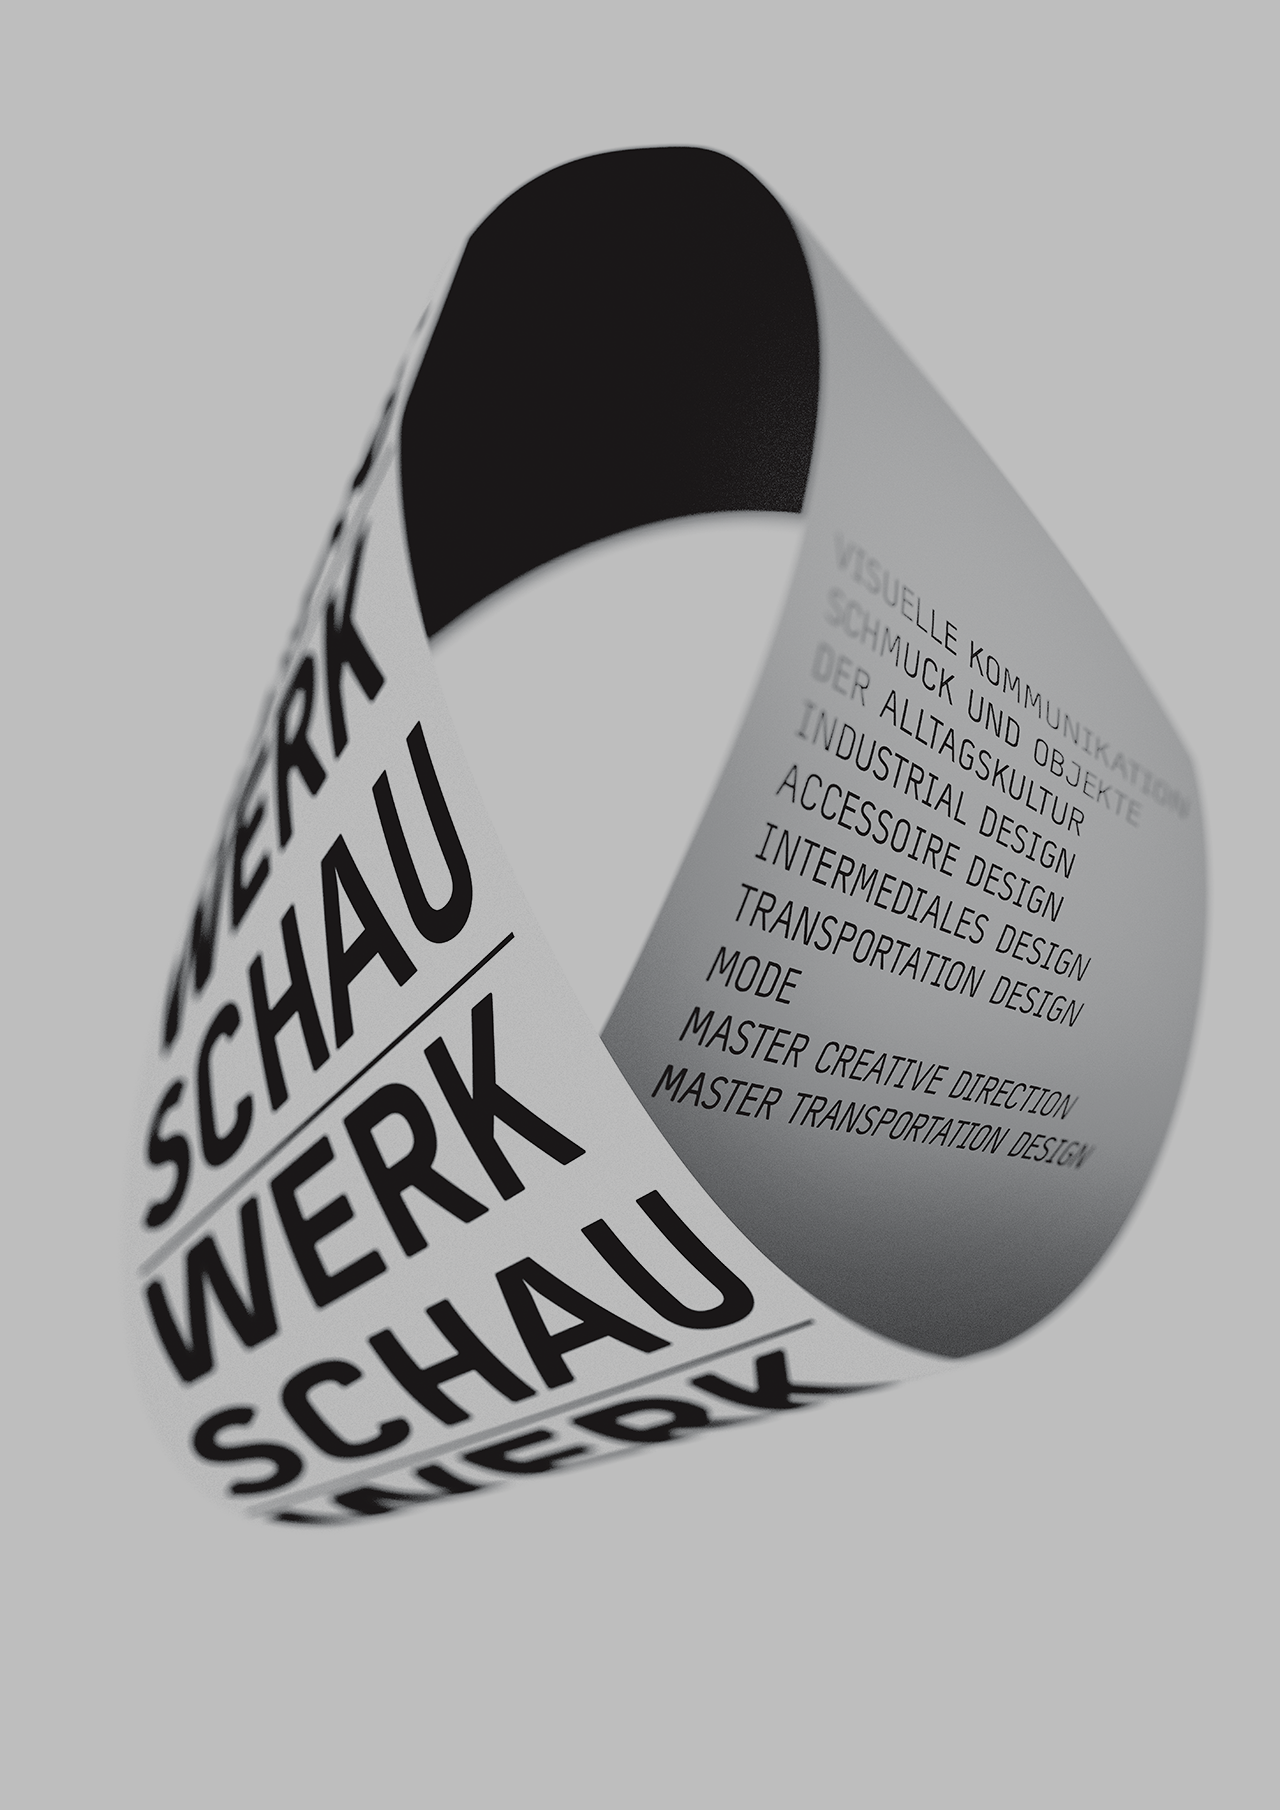 WERK
SCHAU
WERK
SCHAU
WERK
VISUELLE KOMMUNIKATION
SCHMUCK UND OBJEKTE
DER ALLTAGSKULTUR
INDUSTRIAL DESIGN
ACCESSOIRE DESIGN
INTERMEDIALES DESIGN
TRANSPORTATION DESIGN
MODE
MASTER CREATIVE DIRECTION
MASTER TRANSPORTATION DESIGN